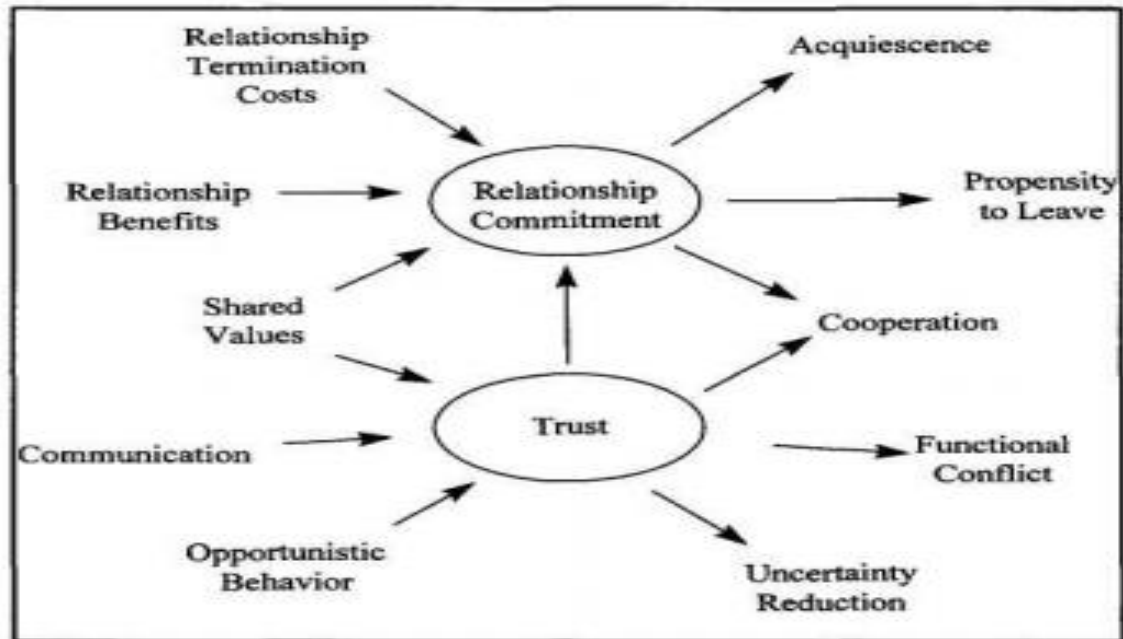 Relationship
Termination
Costs
Acquiescence
Relationship
Benefits
Relationship
Commitment
Propensity
to Leave
Shared
Values
Cooperation
Communication
Trust
Functional
Conflict
Opportunistic
Behavior
Uncertainty
Reduction